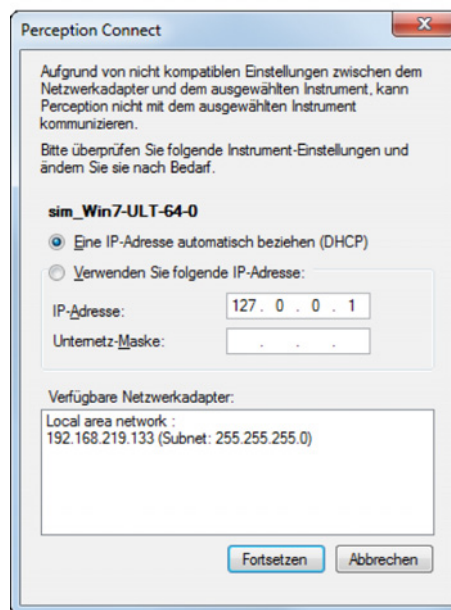 Perception Connect
Aufgrund von nicht kompatiblen Einstellungen zwischen dem
Netzwerkadapter und dem ausgewählten Instrument, kann
Perception nicht mit dem ausgewählten Instrument
kommunizieren.
Bitte überprüfen Sie folgende Instrument-Einstellungen und
ändern Sie sie nach Bedarf.
sim_Win7-ULT-64-0
Eine IP-Adresse automatisch beziehen (DHCP)
Verwenden Sie folgende IP-Adresse:
IP-Adresse: 127 . 0 . 0 . 1
Unternetz-Maske: . . .
Verfügbare Netzwerkadapter:
Local area network :
192.168.219.133 (Subnet: 255.255.255.0)
Fortsetzen Abbrechen